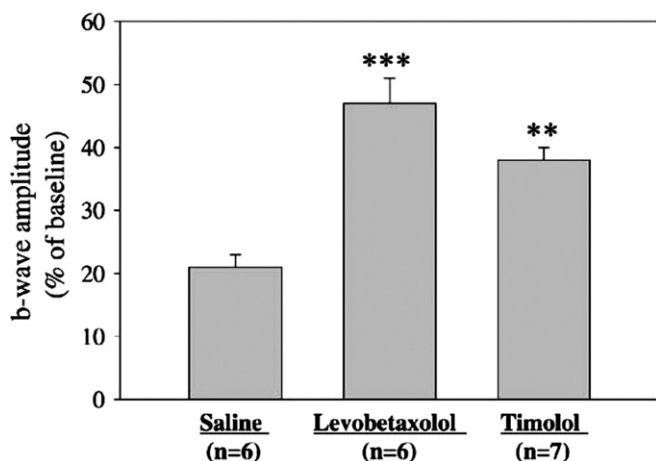 b-wave amplitude
(% of baseline)
60
50
40
30
20
10
0
***
**
Saline
(n=6)
Levobetaxolol
(n=6)
Timolol
(n=7)